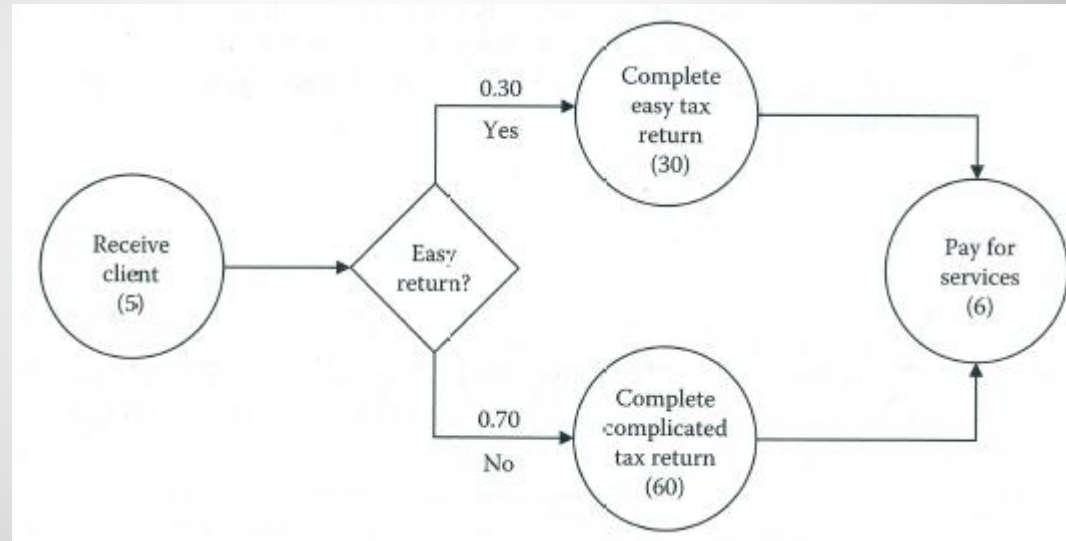 Receive
client
(5)
Easy
return?
0.30
Yes
Complete
easy tax
return
(30)
0.70
No
Complete
complicated
tax return
(60)
Pay for
services
(6)